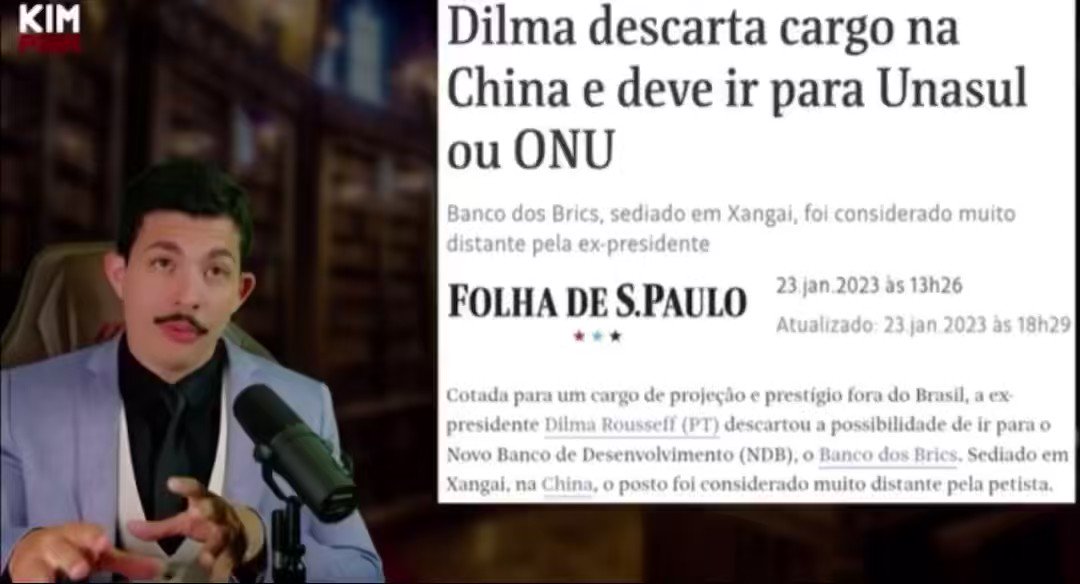 KIM
Dilma descarta cargo na
China e deve ir para Unasul
ou ONU
Banco dos Brics, sediado em Xangai, foi considerado muito
distante pela ex-presidente
FOLHA DE S.PAULO
23.jan.2023 às 13h26
Atualizado: 23.jan.2023 às 18h29
Cotada para um cargo de projeção e prestígio fora do Brasil, a ex-
presidente Dilma Rousseff (PT) descartou a possibilidade de ir para o
Novo Banco de Desenvolvimento (NDB), o Banco dos Brics. Sediado em
Xangai, na China, o posto foi considerado muito distante pela petista.